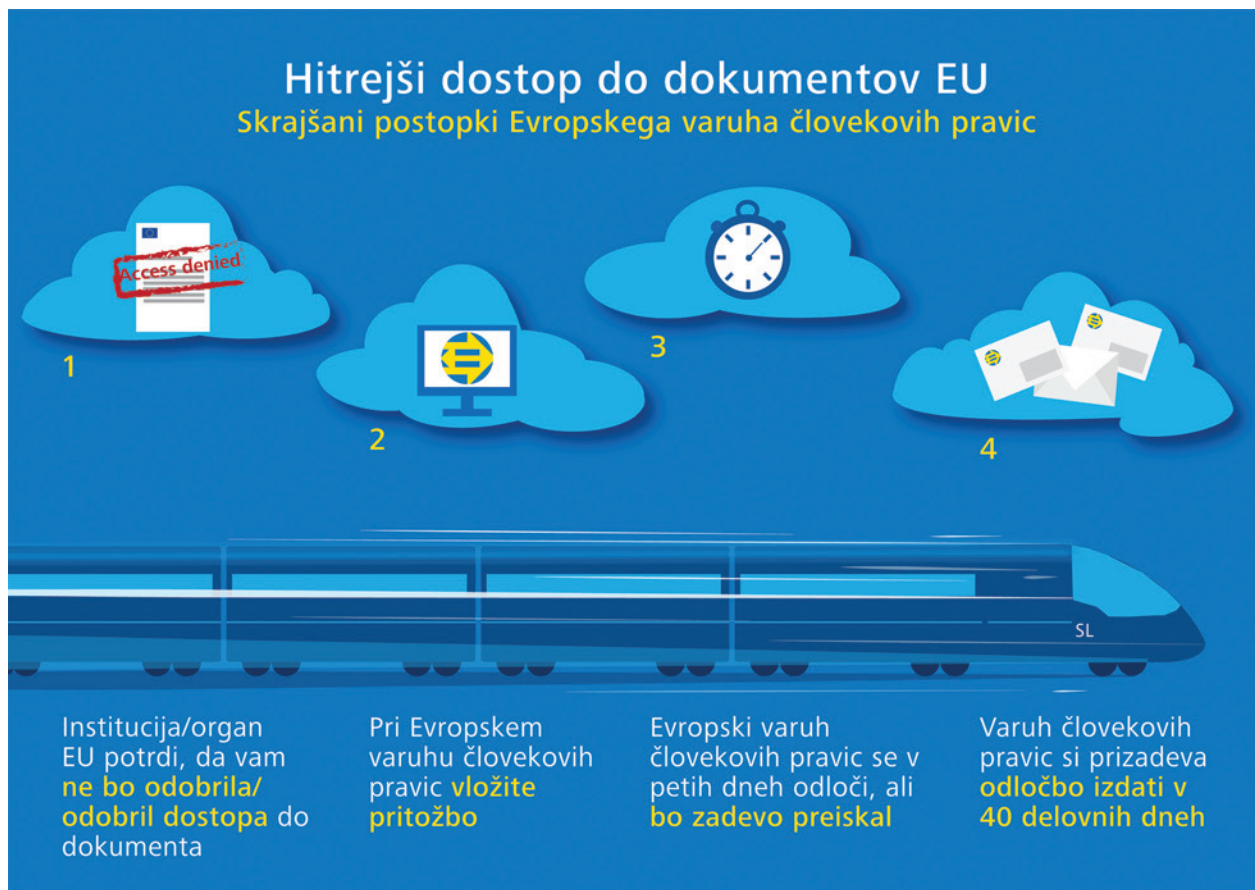 Hitrejši dostop do dokumentov EU
Skrajšani postopki Evropskega varuha človekovih pravic
Access denied
1
2
3
4
SL
Institucija/organ
EU potrdi, da vam
ne bo odobrila/
odobril dostopa do
dokumenta
Pri Evropskem
varuhu človekovih
pravic vložite
pritožbo
Evropski varuh
človekovih pravic se v
petih dneh odloči, ali
bo zadevo preiskal
Varuh človekovih
pravic si prizadeva
odločbo izdati v
40 delovnih dneh